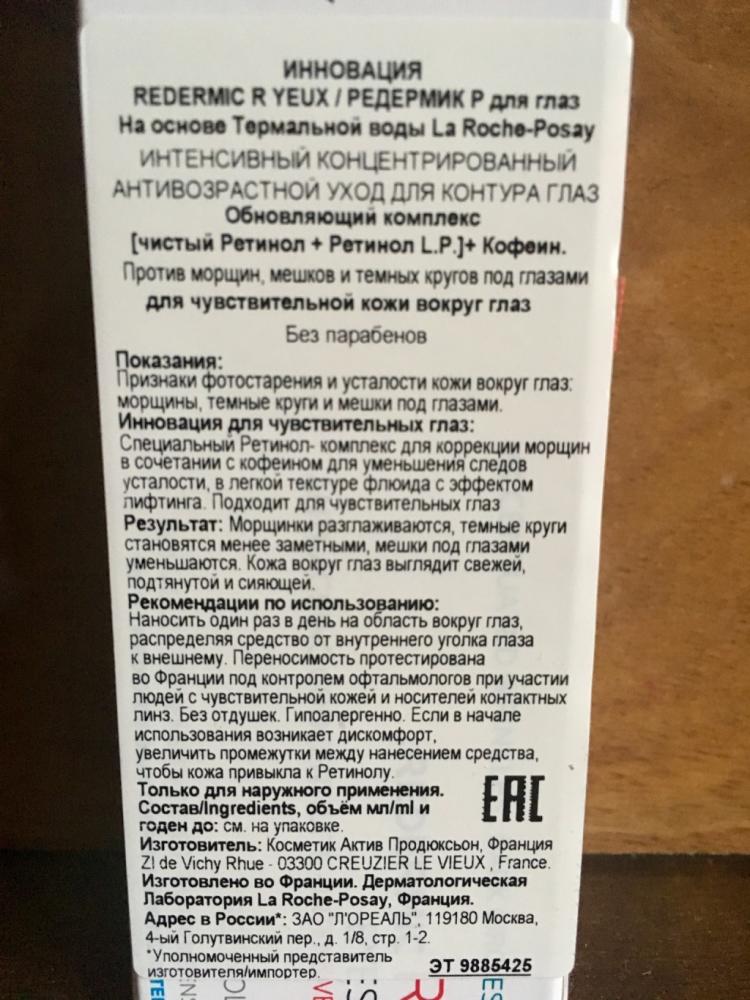 ИННОВАЦИЯ
REDERMIC R YEUX / РЕДЕРМИК Р для глаз
На основе Термальной воды La Roche-Posay
ИНТЕНСИВНЫЙ КОНЦЕНТРИРОВАННЫЙ
АНТИВОЗРАСТНОЙ УХОД ДЛЯ КОНТУРА ГЛАЗ
Обновляющий комплекс
[чистый Ретинол + Ретинол L.P.]+ Кофеин.
Против морщин, мешков и темных кругов под глазами
для чувствительной кожи вокруг глаз
Без парабенов
Показания:
Признаки фотостарения и усталости кожи вокруг глаз:
морщины, темные круги и мешки под глазами.
Инновация для чувствительных глаз:
Специальный Ретинол- комплекс для коррекции морщин
в сочетании с кофеином для уменьшения следов
усталости, в легкой текстуре флюида с эффектом
лифтинга. Подходит для чувствительных глаз
Результат: Морщинки разглаживаются, темные круги
становятся менее заметными, мешки под глазами
уменьшаются. Кожа вокруг глаз выглядит свежей,
подтянутой и сияющей.
Рекомендации по использованию:
Наносить один раз в день на область вокруг глаз,
распределяя средство от внутреннего уголка глаза
к внешнему. Переносимость протестирована
во Франции под контролем офтальмологов при участии
людей с чувствительной кожей и носителей контактных
линз. Без отдушек. Гипоалергенно. Если в начале
использования возникает дискомфорт,
увеличить промежутки между нанесением средства,
чтобы кожа привыкла к Ретинолу.
Только для наружного применения.
Состав/Ingredients, объём мл/ml и
годен до: см. на упаковке.
EAC
Изготовитель: Косметик Актив Продюксьон, Франция
ZI de Vichy Rhue - 03300 CREUZIER LE VIEUX , France.
Изготовлено во Франции. Дерматологическая
Лаборатория La Roche-Posay, Франция.
Адрес в России*: ЗАО "Л'ОРЕАЛЬ", 119180 Москва,
4-ый Голутвинский пер., д. 1/8, стр. 1-2.
*Уполномоченный представитель
изготовителя/импортер.
ЭТ 9885425